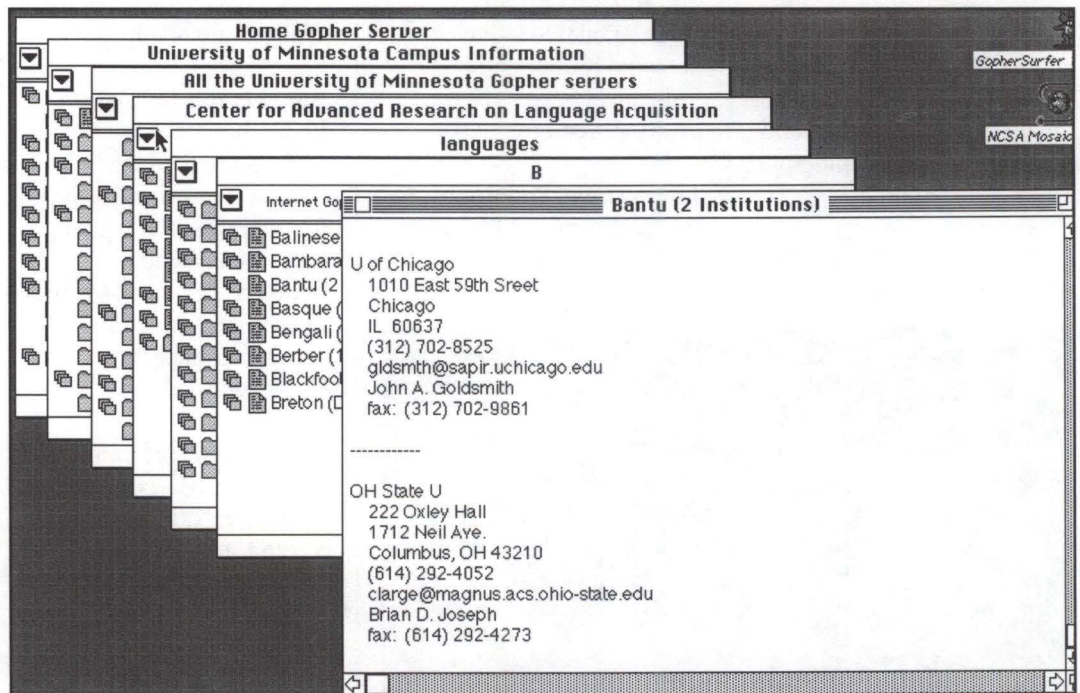 Home Gopher Server
University of Minnesota Campus Information
All the University of Minnesota Gopher servers
Center for Advanced Research on Language Acquisition
languages
B
GopherSurfer
NCSA Mosaic
Internet Go
Balinese
Bambara
Bantu (2
Basque (
Bengali (
Berber (1
Blackfoo
Breton (D
Bantu (2 Institutions)
U of Chicago
1010 East 59th Sreet
Chicago
IL 60637
(312) 702-8525
gldsmth@sapir.uchicago.edu
John A. Goldsmith
fax: (312) 702-9861
------------
OH State U
222 Oxley Hall
1712 Neil Ave.
Columbus, OH 43210
(614) 292-4052
clarge@magnus.acs.ohio-state.edu
Brian D. Joseph
fax: (614) 292-4273